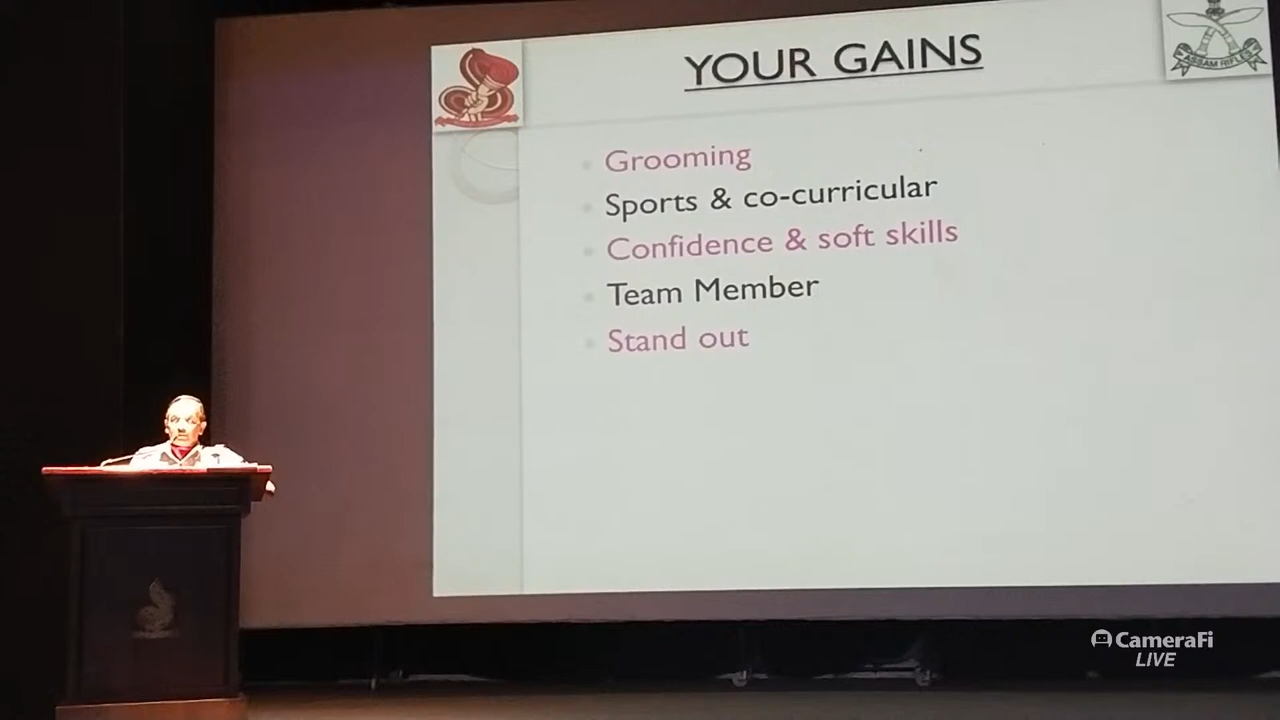 YOUR GAINS
ASSAM RIFLES
Grooming
Sports & co-curricular
Confidence & soft skills
Team Member
Stand out
CameraFi
LIVE